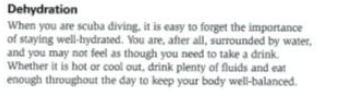 Dehydration
When you are scuba diving, it is easy to forget the importance
of staying well-hydrated. You are, after all, surrounded by water,
and you may not feel as though you need to take a drink.
Whether it is hot or cool out, drink plenty of fluids and eat
enough throughout the day to keep your body well-balanced.